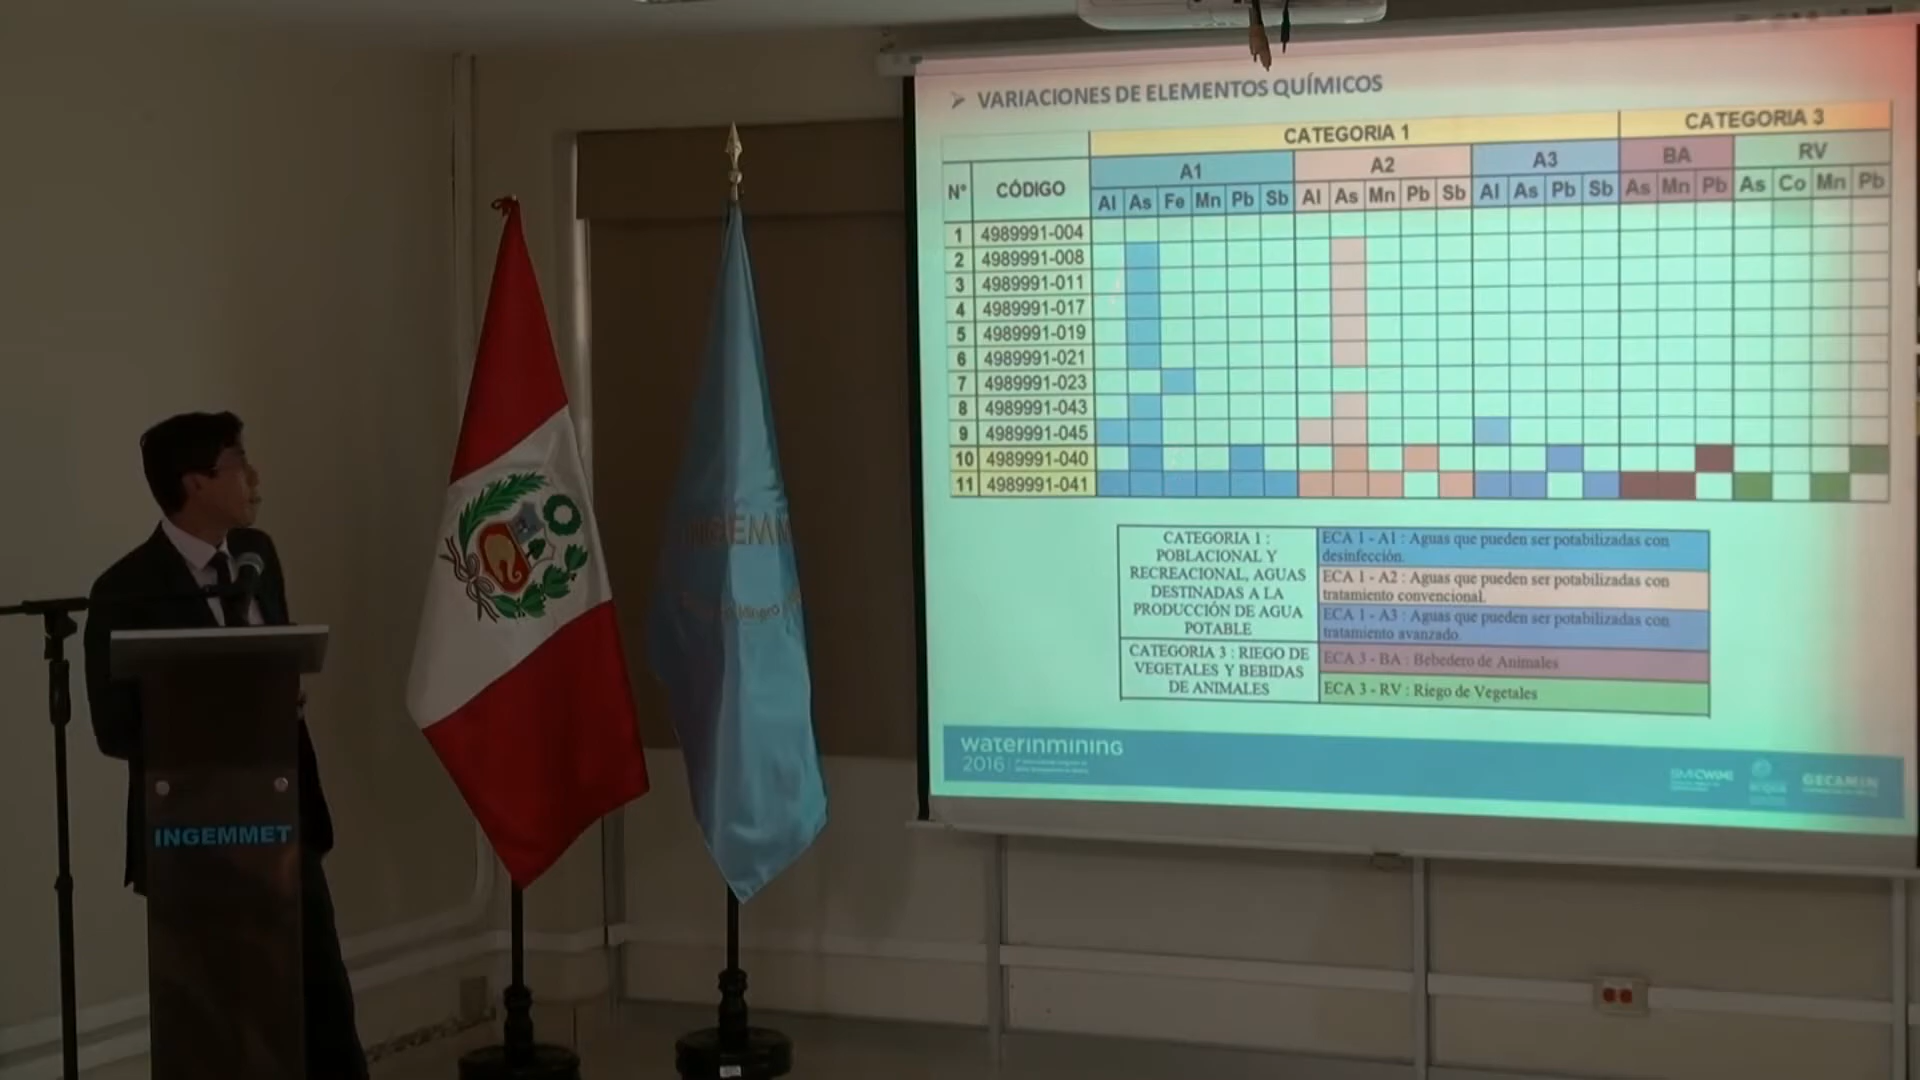 ➢ VARIACIONES DE ELEMENTOS QUÍMICOS
CATEGORIA 1 CATEGORIA 3
N° CÓDIGO A1 A2 A3 BA RV
Al As Fe Mn Pb Sb Al As Mn Pb Sb Al As Pb Sb As Mn Pb As Co Mn Pb
1 4989991-004
2 4989991-008
3 4989991-011
4 4989991-017
5 4989991-019
6 4989991-021
7 4989991-023
8 4989991-043
9 4989991-045
10 4989991-040
11 4989991-041
CATEGORIA 1 :
POBLACIONAL Y
RECREACIONAL, AGUAS
DESTINADAS A LA
PRODUCCIÓN DE AGUA
POTABLE
ECA 1 - A1 : Aguas que pueden ser potabilizadas con
desinfección.
ECA 1 - A2 : Aguas que pueden ser potabilizadas con
tratamiento convencional.
ECA 1 - A3 : Aguas que pueden ser potabilizadas con
tratamiento avanzado
CATEGORIA 3 : RIEGO DE
VEGETALES Y BEBIDAS
DE ANIMALES
ECA 3 - BA : Bebedero de Animales
ECA 3 - RV : Riego de Vegetales
waterinmining
2016
GECAMIN
INGEMM
INGEMMET